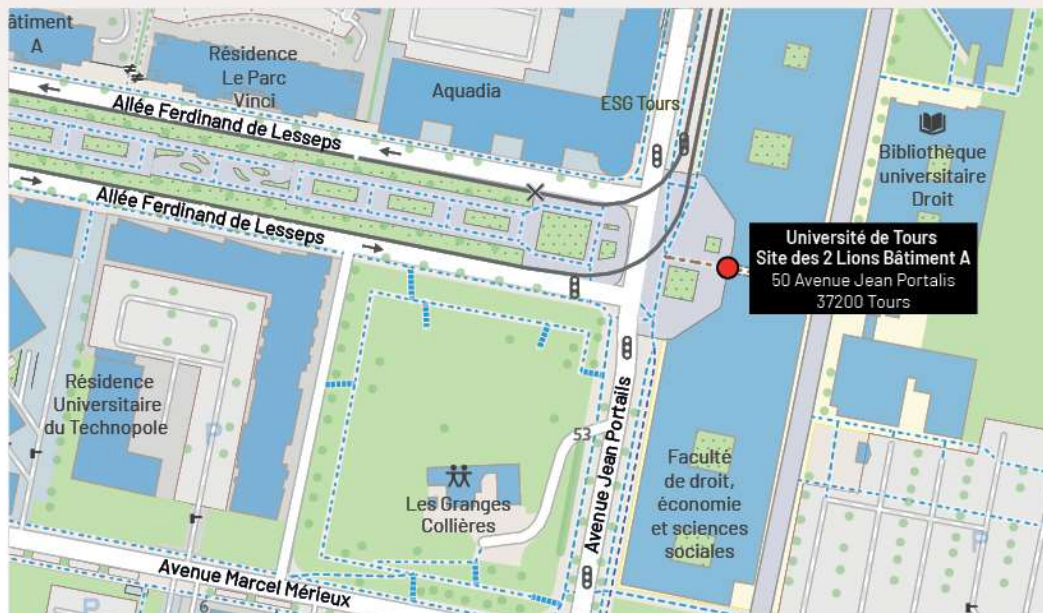 âtiment
A
Résidence
Le Parc
Vinci
Aquadia
ESG Tours
Allée Ferdinand de Lesseps
Bibliothèque
universitaire
Droit
Allée Ferdinand de Lesseps
Université de Tours
Site des 2 Lions Bâtiment A
50 Avenue Jean Portalis
37200 Tours
Résidence
Universitaire
du Technopole
P
53
Avenue Jean Portails
Les Granges
Collières
Faculté
de droit,
économie
et sciences
sociales
P
Avenue Marcel Mérieux
P
6